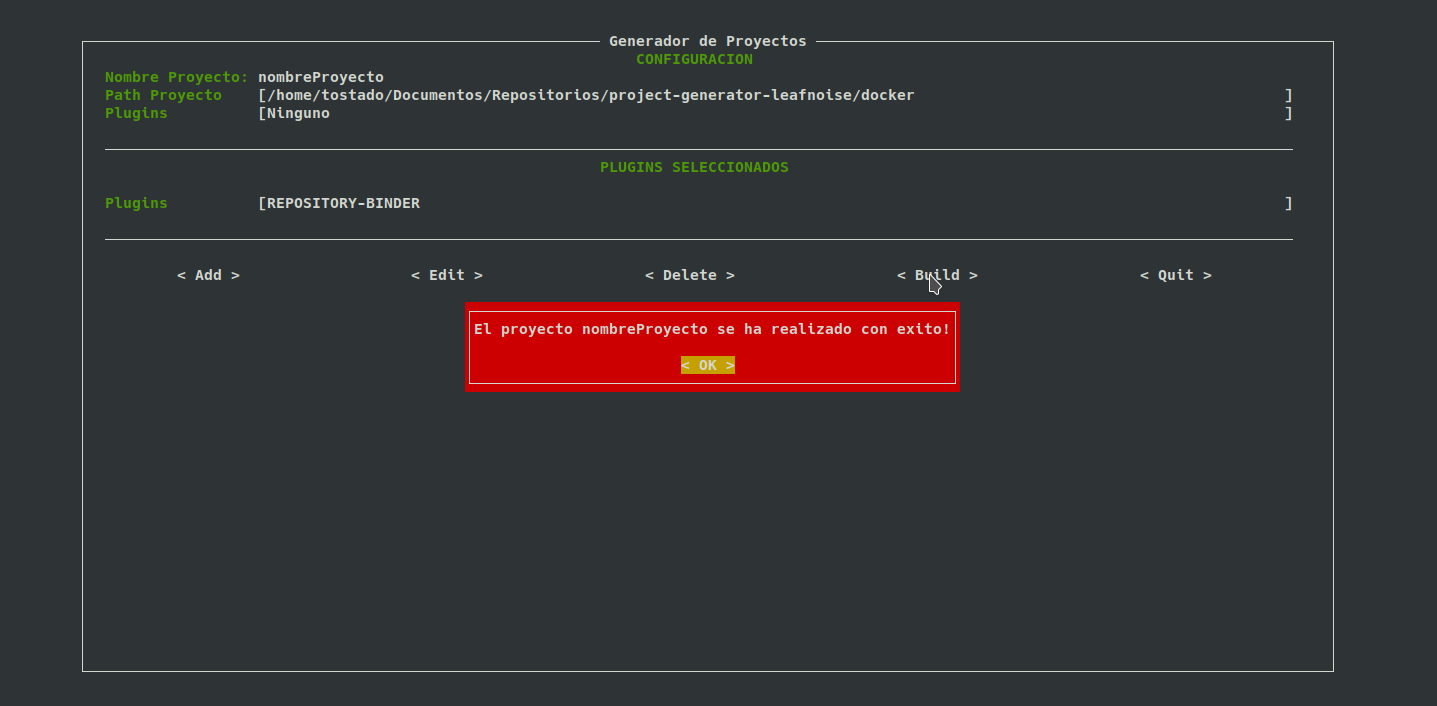 Generador de Proyectos
CONFIGURACION
Nombre Proyecto: nombreProyecto
Path Proyecto [/home/tostado/Documentos/Repositorios/project-generator-leafnoise/docker ]
Plugins [Ninguno ]
PLUGINS SELECCIONADOS
Plugins [REPOSITORY-BINDER ]
< Add > < Edit > < Delete > < Build > < Quit >
El proyecto nombreProyecto se ha realizado con exito!
< OK >